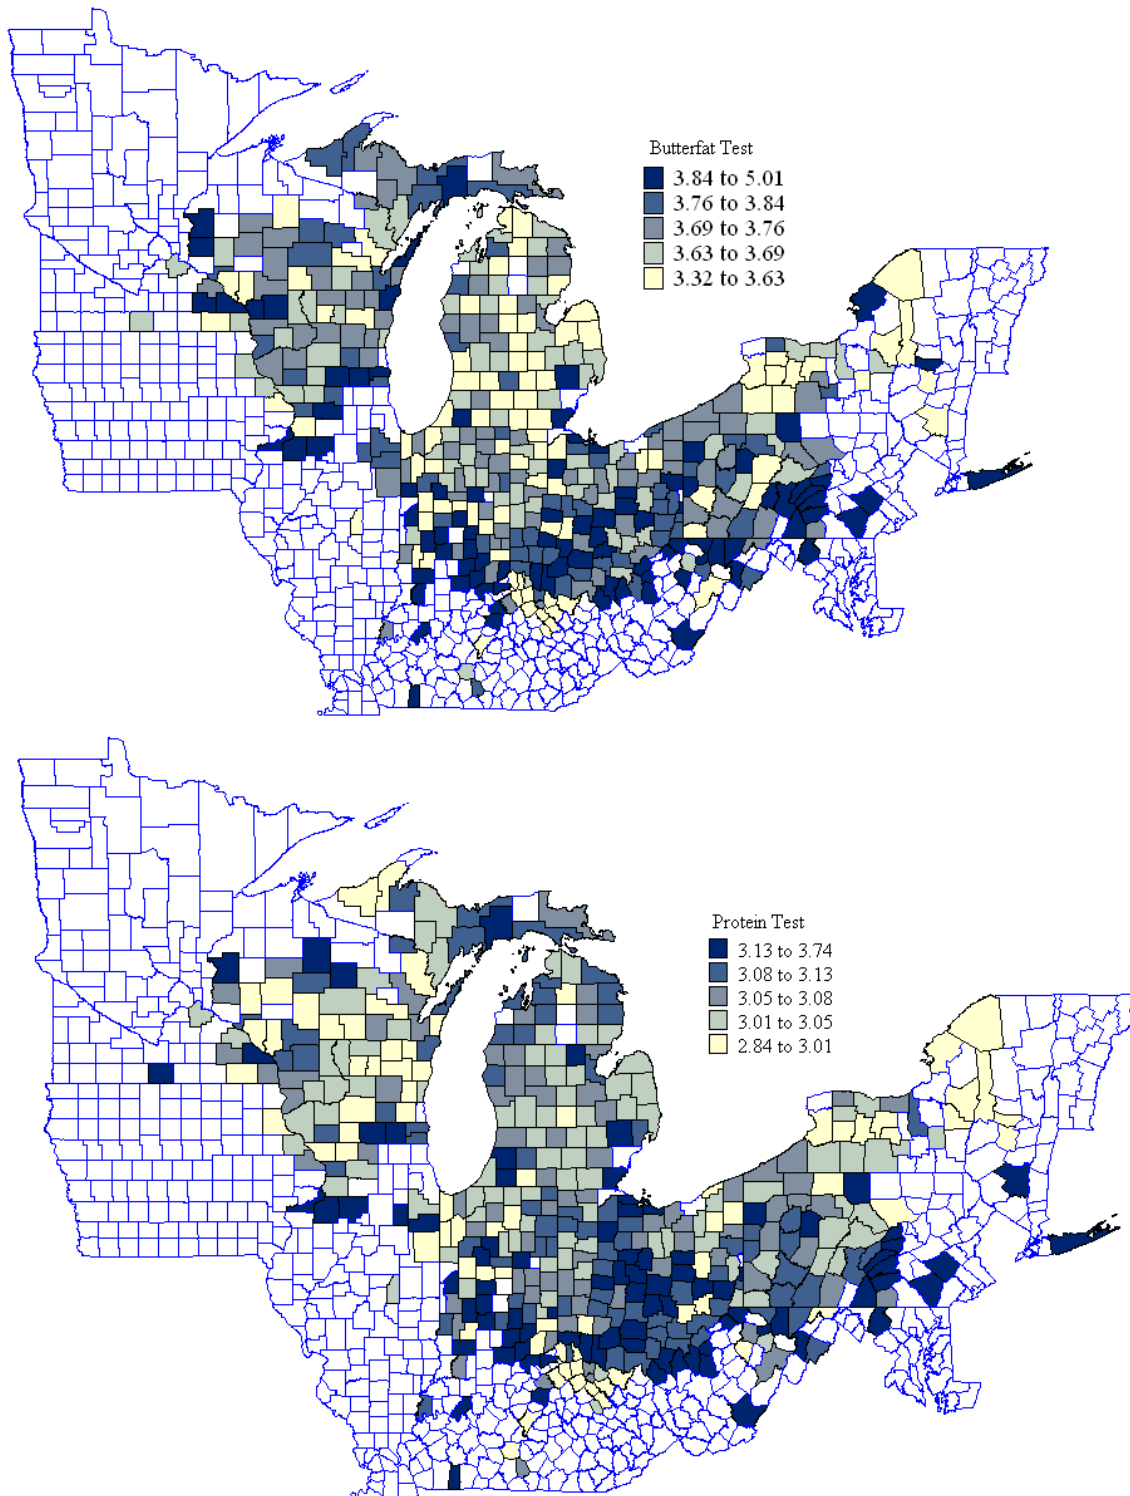 Butterfat Test
3.84 to 5.01
3.76 to 3.84
3.69 to 3.76
3.63 to 3.69
3.32 to 3.63
Protein Test
3.13 to 3.74
3.08 to 3.13
3.05 to 3.08
3.01 to 3.05
2.84 to 3.01